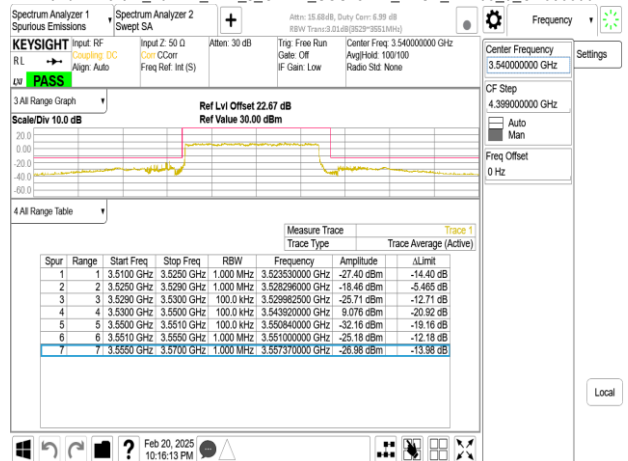 Spectrum Analyzer 1
Spurious Emissions
Spectrum Analyzer 2
Swept SA
Attn: 15.68dB, Duty Corr: 6.99 dB
RBW Trans:3.01dB(3529~3551MHz)
Frequency
KEYSIGHT
RL
LXI
PASS
Input: RF
Coupling: DC
Align: Auto
Input Z: 50 Ω
Corr CCorr
Freq Ref: Int (S)
Atten: 30 dB
Trig: Free Run
Gate: Off
IF Gain: Low
Center Freq: 3.540000000 GHz
Avg|Hold: 100/100
Radio Std: None
Center Frequency
3.540000000 GHz
Settings
CF Step
4.399000000 GHz
Auto
Man
Freq Offset
0 Hz
3 All Range Graph
Scale/Div 10.0 dB
Ref Lvl Offset 22.67 dB
Ref Value 30.00 dBm
20.0
0.00
-20.0
-40.0
-60.0
4 All Range Table
Measure Trace Trace 1
Trace Type Trace Average (Active)
Spur Range Start Freq Stop Freq RBW Frequency Amplitude ΔLimit
1 1 3.5100 GHz 3.5250 GHz 1.000 MHz 3.523530000 GHz -27.40 dBm -14.40 dB
2 2 3.5250 GHz 3.5290 GHz 1.000 MHz 3.528296000 GHz -18.46 dBm -5.465 dB
3 3 3.5290 GHz 3.5300 GHz 100.0 kHz 3.529982500 GHz -25.71 dBm -12.71 dB
4 4 3.5300 GHz 3.5500 GHz 100.0 kHz 3.543920000 GHz 9.076 dBm -20.92 dB
5 5 3.5500 GHz 3.5510 GHz 100.0 kHz 3.550840000 GHz -32.16 dBm -19.16 dB
6 6 3.5510 GHz 3.5550 GHz 1.000 MHz 3.551000000 GHz -25.18 dBm -12.18 dB
7 7 3.5550 GHz 3.5700 GHz 1.000 MHz 3.557370000 GHz -26.98 dBm -13.98 dB
Local
Feb 20, 2025
10:16:13 PM